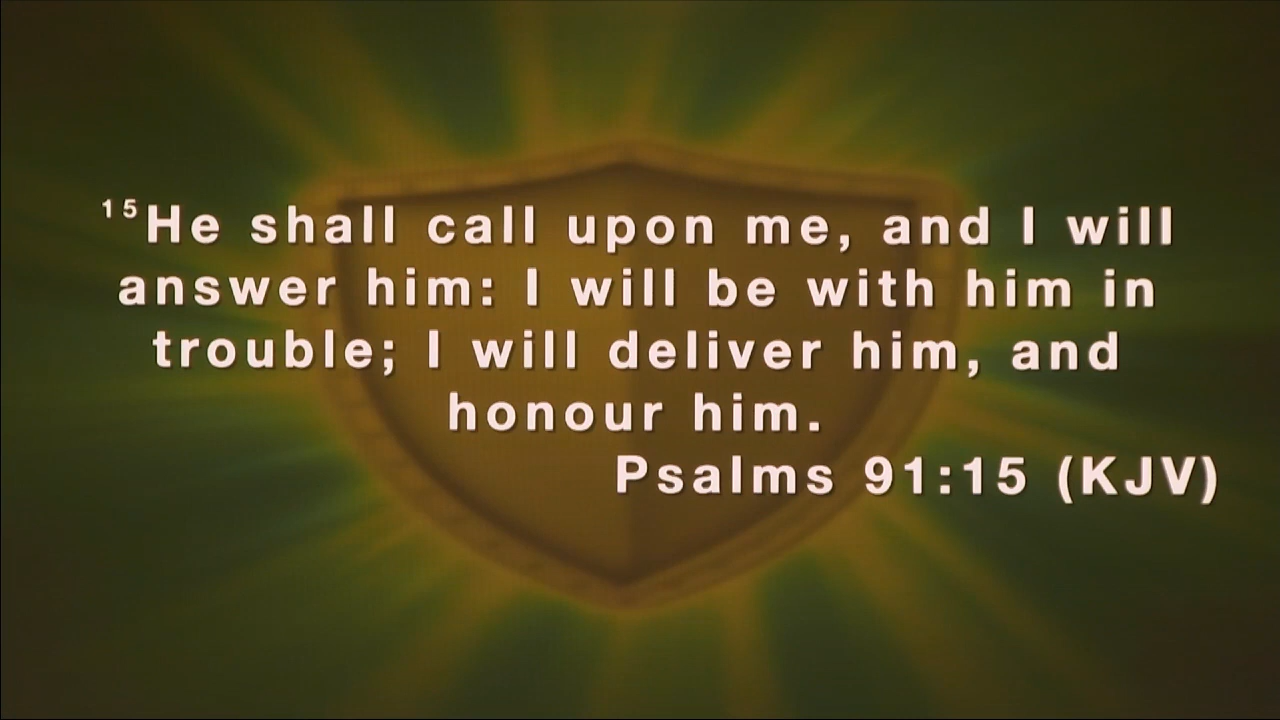 15He shall call upon me, and I will
answer him: I will be with him in
trouble; I will deliver him, and
honour him.
Psalms 91:15 (KJV)